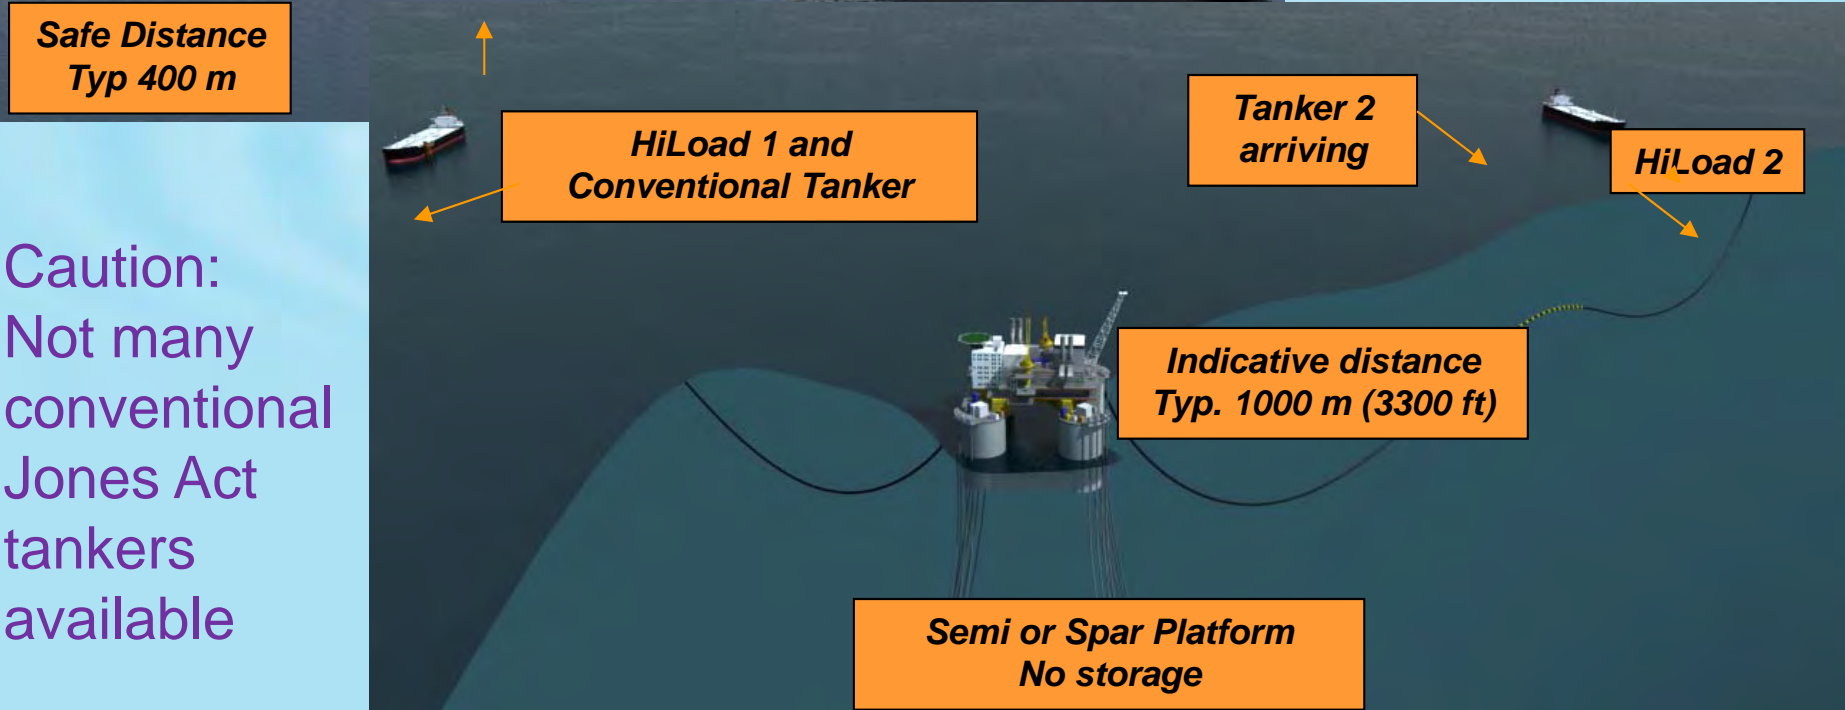 Safe Distance
Typ 400 m
HiLoad 1 and
Conventional Tanker
Tanker 2
arriving
HiLoad 2
Caution:
Not many
conventional
Jones Act
tankers
available
Indicative distance
Typ. 1000 m (3300 ft)
Semi or Spar Platform
No storage